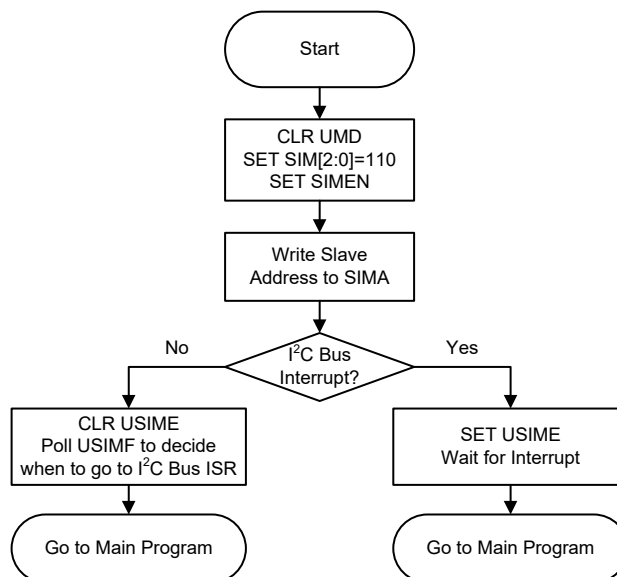 Start
CLR UMD
SET SIM[2:0]=110
SET SIMEN
Write Slave
Address to SIMA
No
I²C Bus
Interrupt?
Yes
CLR USIME
Poll USIMF to decide
when to go to I²C Bus ISR
SET USIME
Wait for Interrupt
Go to Main Program
Go to Main Program